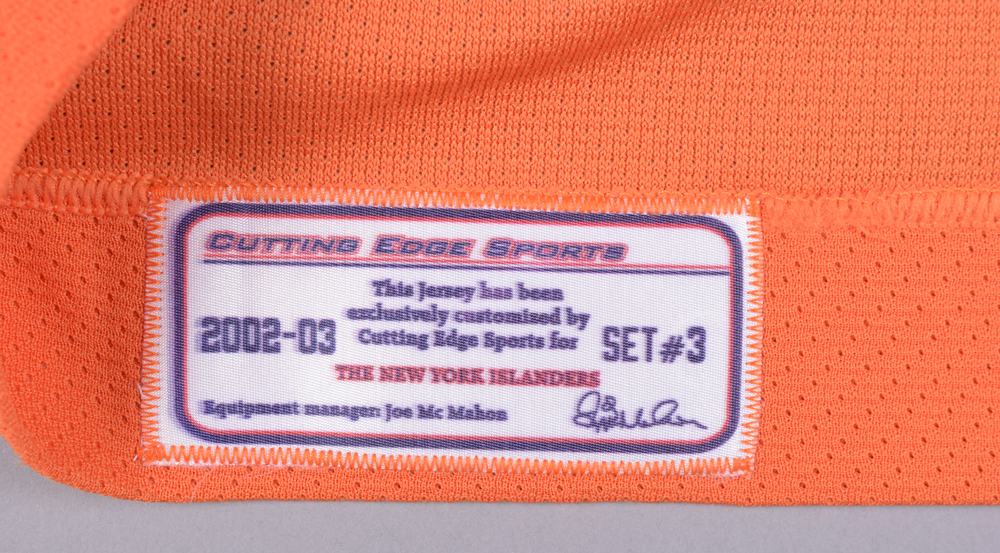 CUTTING EDGE SPORTS
This Jersey has been
exclusively customized by
Cutting Edge Sports for
2002-03
SET #3
THE NEW YORK ISLANDERS
Equipment manager: Joe Mc Mahon